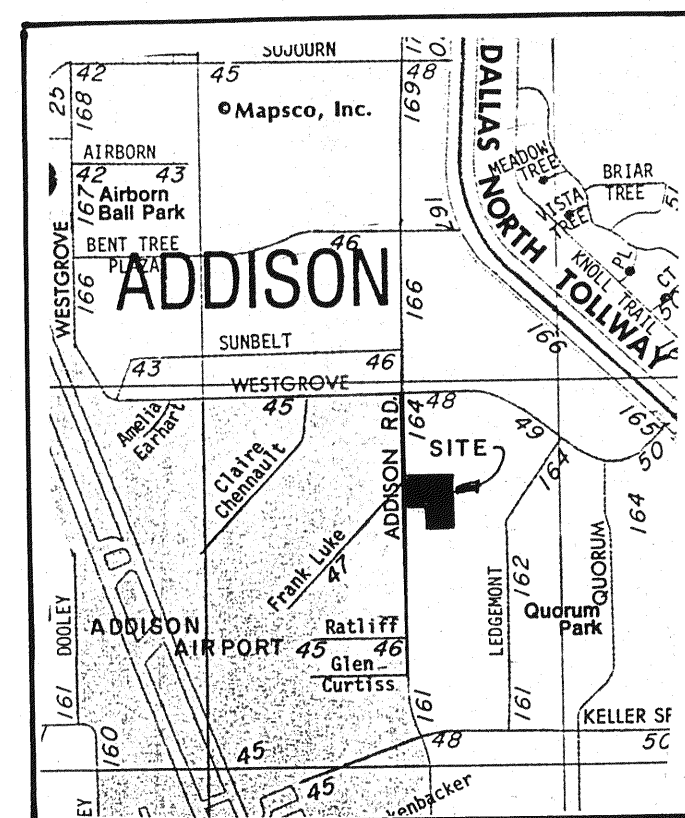 SOJOURN
42
45
48
17
25
168
169
©Mapsco, Inc.
DALLAS NORTH TOLLWAY
AIRBORN
42
43
167
Airborn
Ball Park
MEADOW
TREE
BRIAR
TREE
VISTA
TREE
167
BENT TREE
PLAZA
46
WESTGROVE
166
ADDISON
166
PL
CT
KNOLL TRAIL
SUNBELT
166
43
46
WESTGROVE
45
48
164
165
49
50
Amelia
Earhart
Claire
Chennault
ADDISON RD.
SITE
164
164
Frank Luke
47
LEDGEMONT
162
QUORUM
Quorum
Park
DOOLEY
161
ADDISON
AIRPORT
Ratliff
45
46
Glen
Curtiss
161
161
KELLER
160
45
48
50
45
kenbacker
EY